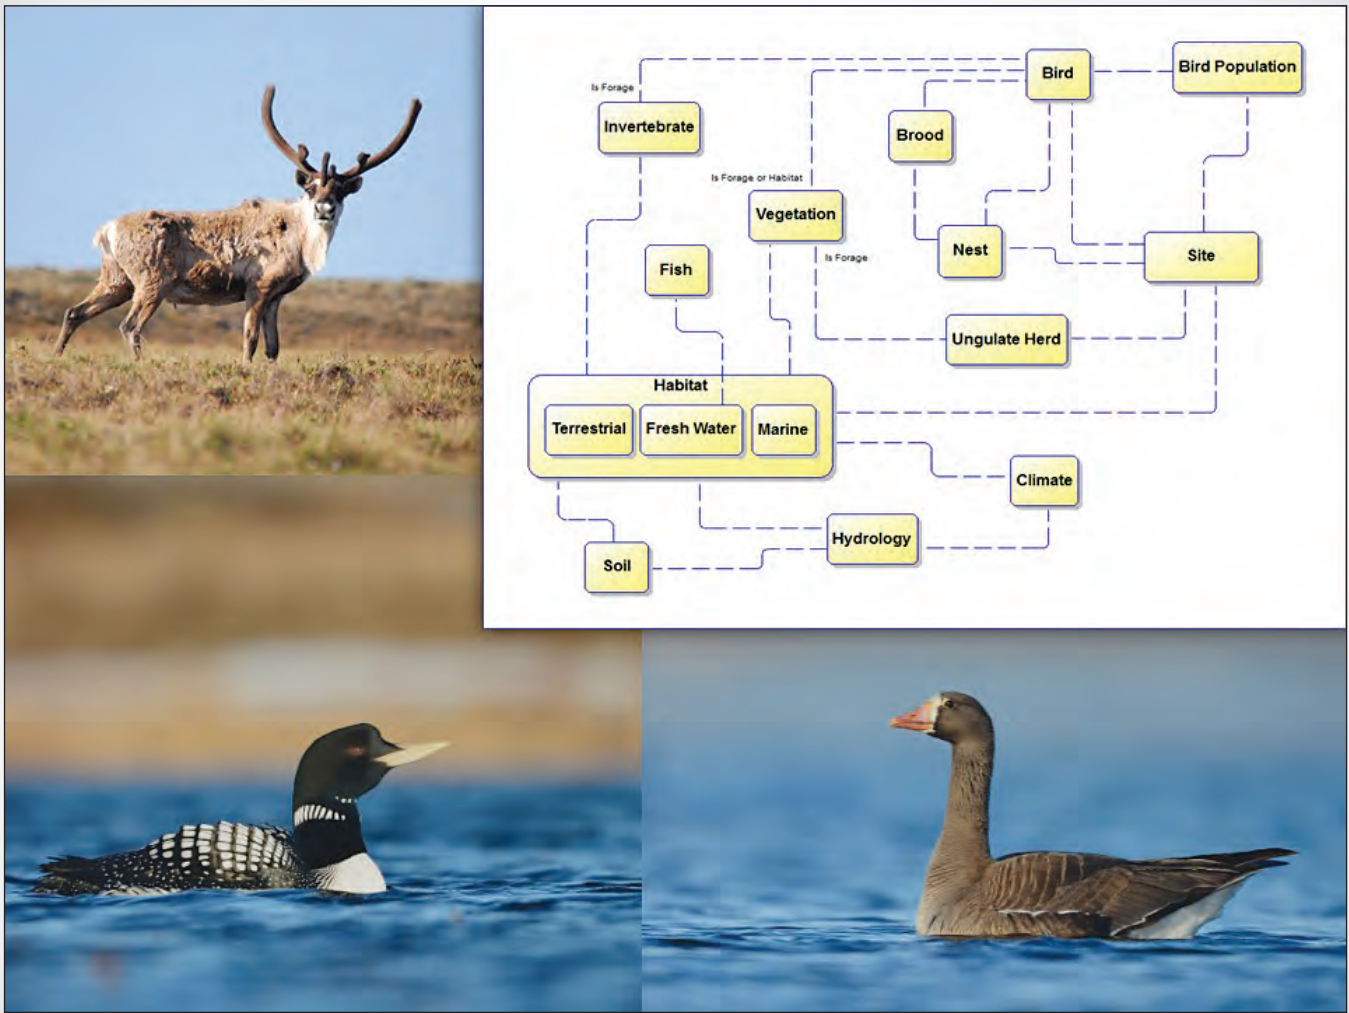 Bird
Bird Population
Is Forage
Invertebrate
Brood
Is Forage or Habitat
Vegetation
Is Forage
Nest
Site
Fish
Ungulate Herd
Habitat
Terrestrial
Fresh Water
Marine
Climate
Hydrology
Soil